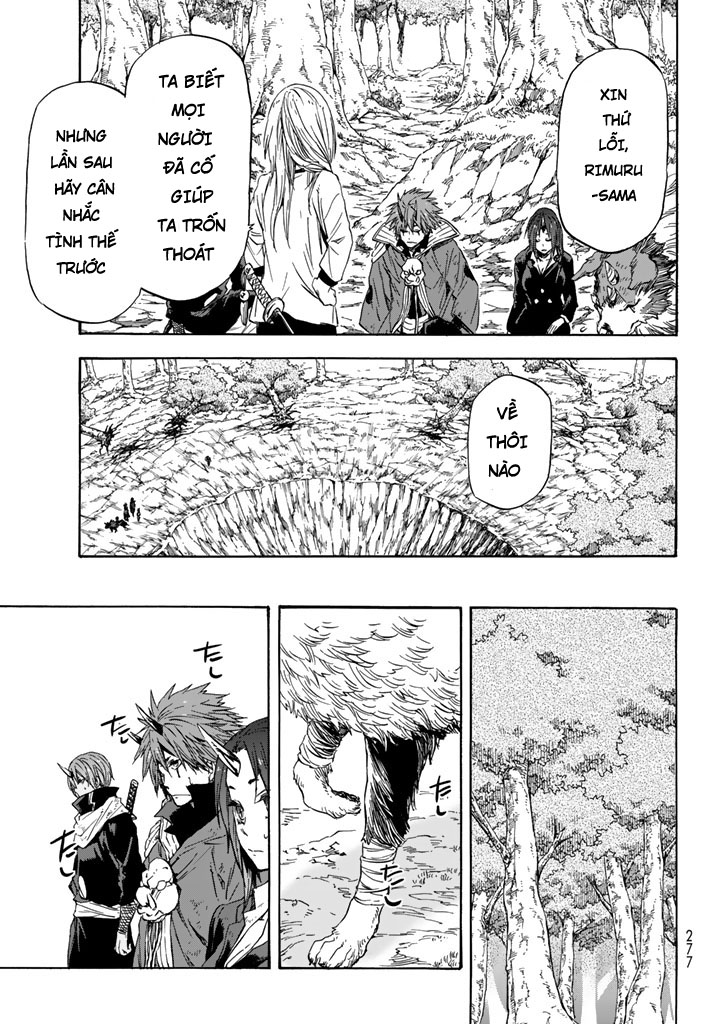 XIN
THỨ
LỖI,
RIMURU
-SAMA
TA BIẾT
MỌI
NGƯỜI
ĐÃ CỐ
GIÚP
TA TRỐN
THOÁT
NHƯNG
LẦN SAU
HÃY CÂN
NHẮC
TÌNH THẾ
TRƯỚC
VỀ
THÔI
NÀO
たし
たし
たし
たし
たし
277